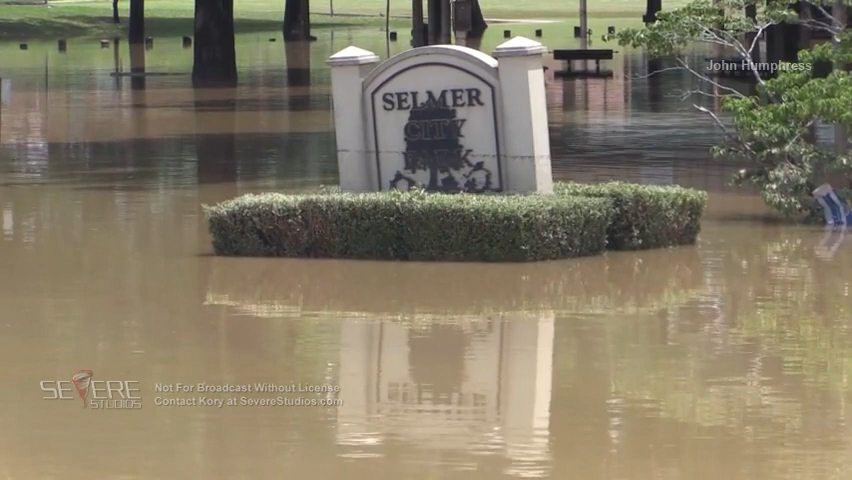 John Humphress
SELMER
CITY
PARK
SEVERE
STUDIOS
Not For Broadcast Without License
Contact Kory at SevereStudios.com